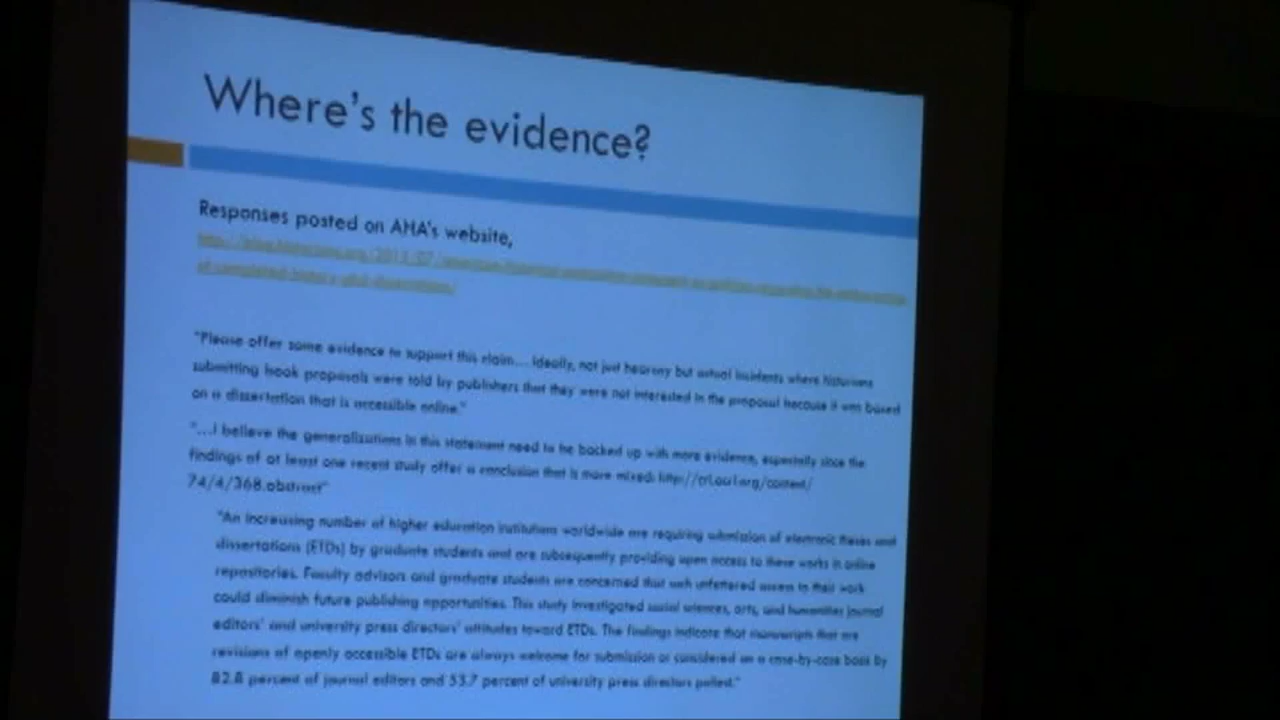 Where's the evidence?
Responses posted on AHA's website,
"Please offer some evidence to support this claim.... Ideally, not just hearsay but actual incidents where historians
submitting book proposals were told by publishers that they were not interested in the proposal because it was based
on a dissertation that is accessible online."
"...I believe the generalizations in this statement need to be backed up with more evidence, especially since the
findings of at least one recent study offer a conclusion that is more mixed: http://crl.acrl.org/content/
74/4/368.abstract"
"An increasing number of higher education institutions worldwide are requiring submission of electronic theses and
dissertations (ETDs) by graduate students and are subsequently providing open access to these works in online
repositories. Faculty advisors and graduate students are concerned that such unfettered access to their work
could diminish future publishing opportunities. This study investigated social sciences, arts, and humanities journal
editors' and university press directors' attitudes toward ETDs. The findings indicate that manuscripts that are
revisions of openly accessible ETDs are always welcome for submission or considered on a case-by-case basis by
82.8 percent of journal editors and 53.7 percent of university press directors polled."